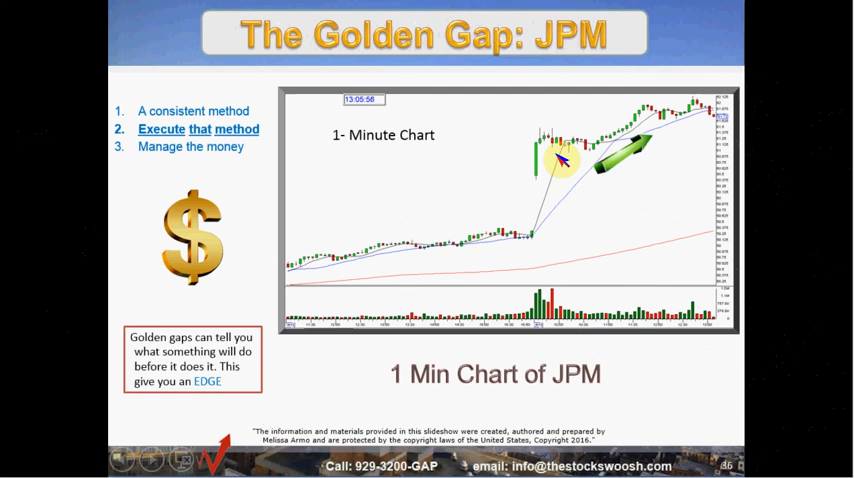 The Golden Gap: JPM
1. A consistent method
2. Execute that method
3. Manage the money
13:05:56
1- Minute Chart
Golden gaps can tell you
what something will do
before it does it. This
give you an EDGE
1 Min Chart of JPM
"The information and materials provided in this slideshow were created, authored and prepared by
Melissa Armo and are protected by the copyright laws of the United States, Copyright 2016."
Call: 929-3200-GAP email: info@thestockswoosh.com
36